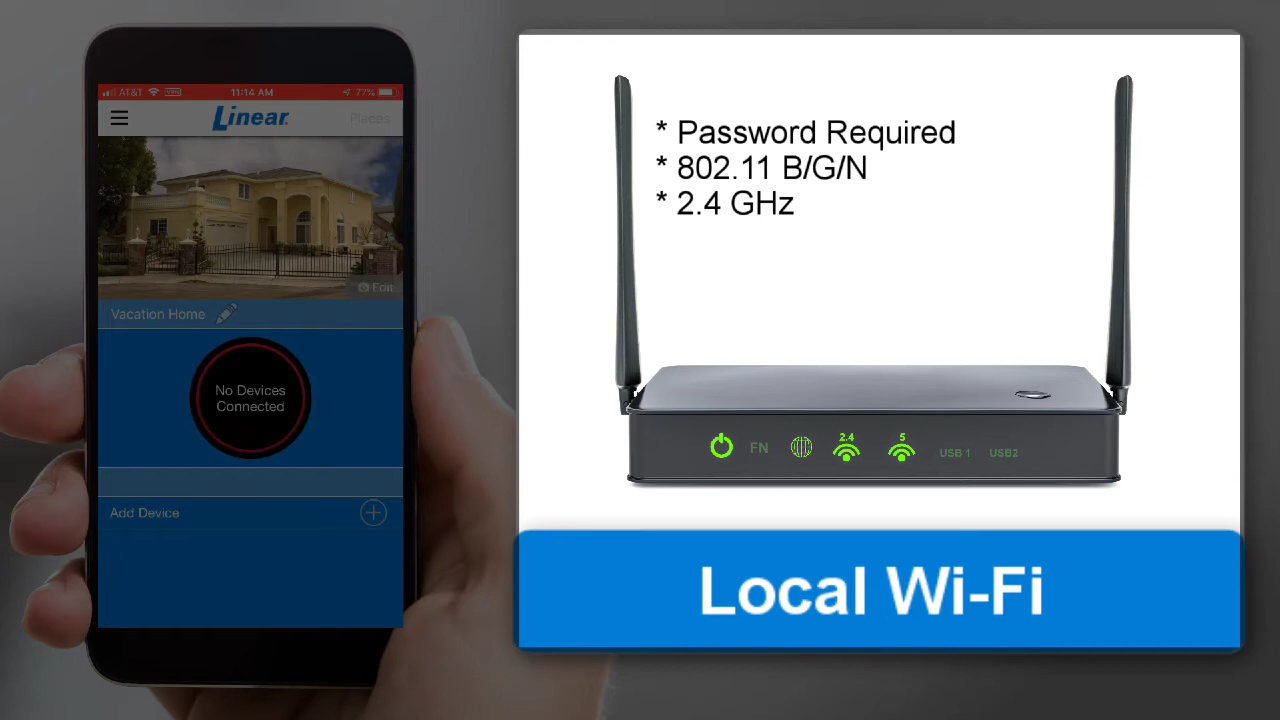 AT&T VPN 11:14 AM 77%
Linear
Places
Edit
Vacation Home
No Devices
Connected
Add Device
* Password Required
* 802.11 B/G/N
* 2.4 GHz
2.4 5
FN USB 1 USB2
Local Wi-Fi